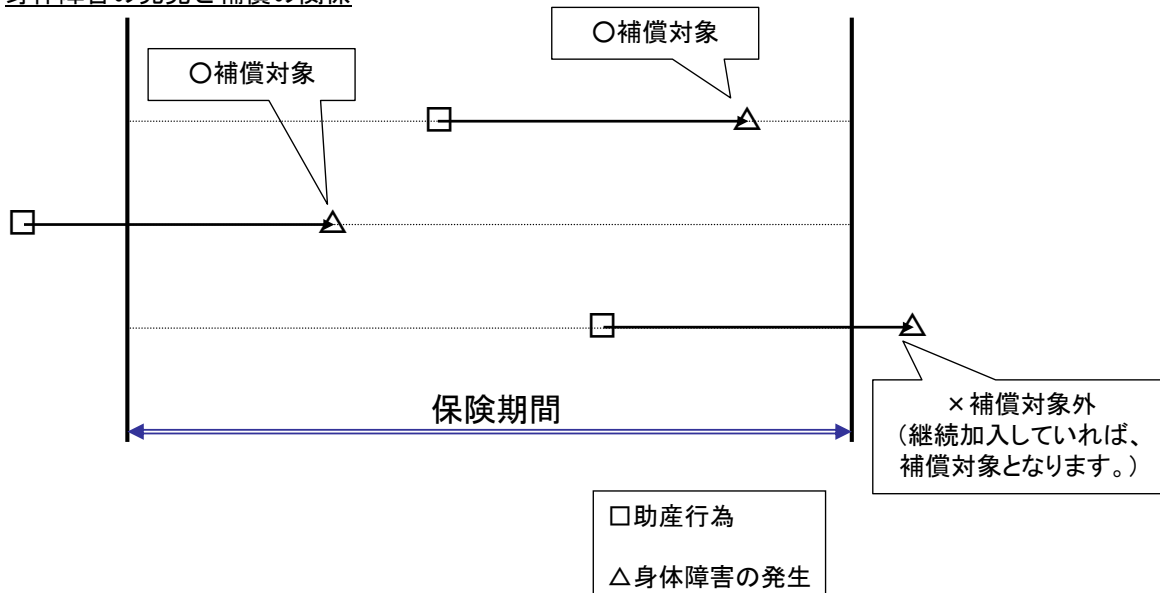 〇補償対象
〇補償対象
保険期間
×補償対象外
(継続加入していれば、
補償対象となります。)
□助産行為
△身体障害の発生